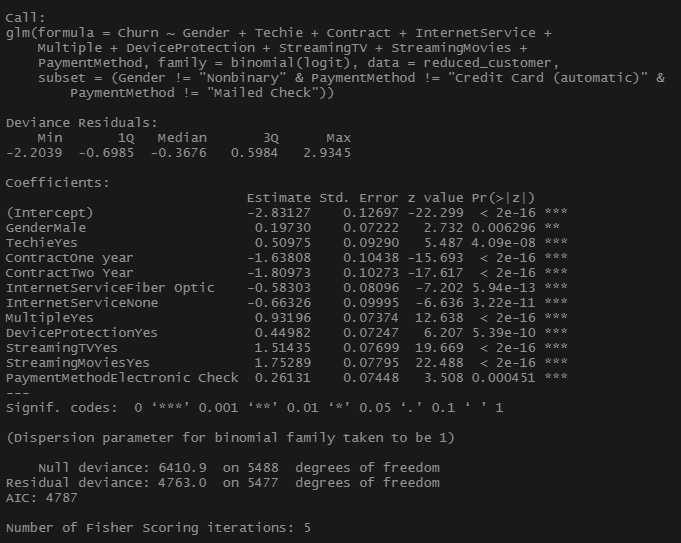 Call:
glm(formula = Churn ~ Gender + Techie + Contract + InternetService +
    Multiple + DeviceProtection + StreamingTV + StreamingMovies +
    PaymentMethod, family = binomial(logit), data = reduced_customer,
    subset = (Gender != "Nonbinary" & PaymentMethod != "Credit Card (automatic)" &
        PaymentMethod != "Mailed Check"))
Deviance Residuals:
    Min      1Q  Median      3Q     Max
-2.2039 -0.6985 -0.3676  0.5984  2.9345
Coefficients:
                              Estimate Std. Error z value Pr(>|z|)
(Intercept)                   -2.83127    0.12697 -22.299  < 2e-16 ***
GenderMale                     0.19730    0.07222   2.732 0.006296 **
TechieYes                      0.50975    0.09290   5.487 4.09e-08 ***
ContractOne year              -1.63808    0.10438 -15.693  < 2e-16 ***
ContractTwo Year              -1.80973    0.10273 -17.617  < 2e-16 ***
InternetServiceFiber Optic    -0.58303    0.08096  -7.202 5.94e-13 ***
InternetServiceNone           -0.66326    0.09995  -6.636 3.22e-11 ***
MultipleYes                    0.93196    0.07374  12.638  < 2e-16 ***
DeviceProtectionYes            0.44982    0.07247   6.207 5.39e-10 ***
StreamingTVYes                 1.51435    0.07699  19.669  < 2e-16 ***
StreamingMoviesYes             1.75289    0.07795  22.488  < 2e-16 ***
PaymentMethodElectronic Check  0.26131    0.07448   3.508 0.000451 ***
---
Signif. codes:  0 ‘***’ 0.001 ‘**’ 0.01 ‘*’ 0.05 ‘.’ 0.1 ‘ ’ 1
(Dispersion parameter for binomial family taken to be 1)
    Null deviance: 6410.9  on 5488  degrees of freedom
Residual deviance: 4763.0  on 5477  degrees of freedom
AIC: 4787
Number of Fisher Scoring iterations: 5